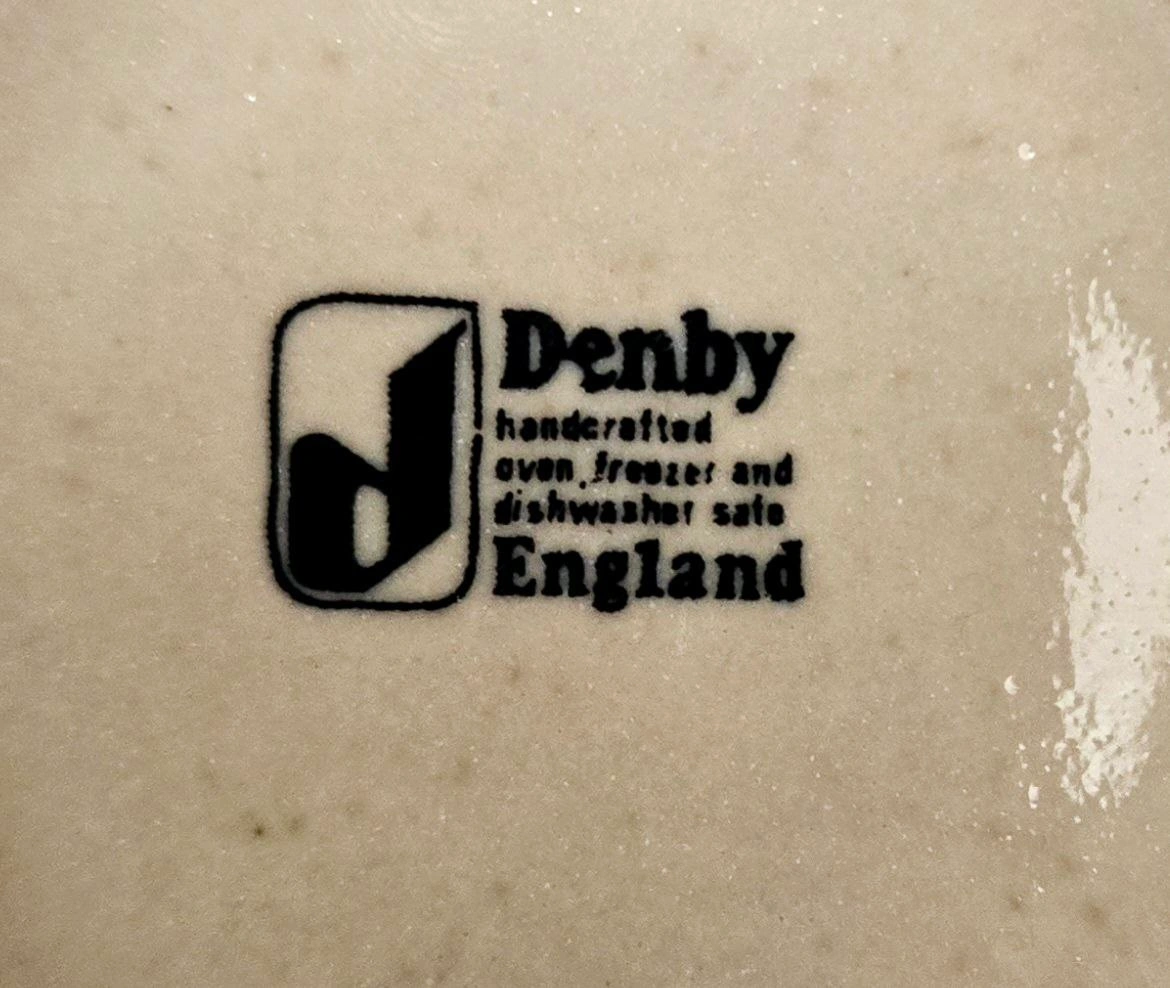 Denby
handcrafted
oven, freezer and
dishwasher safe
England